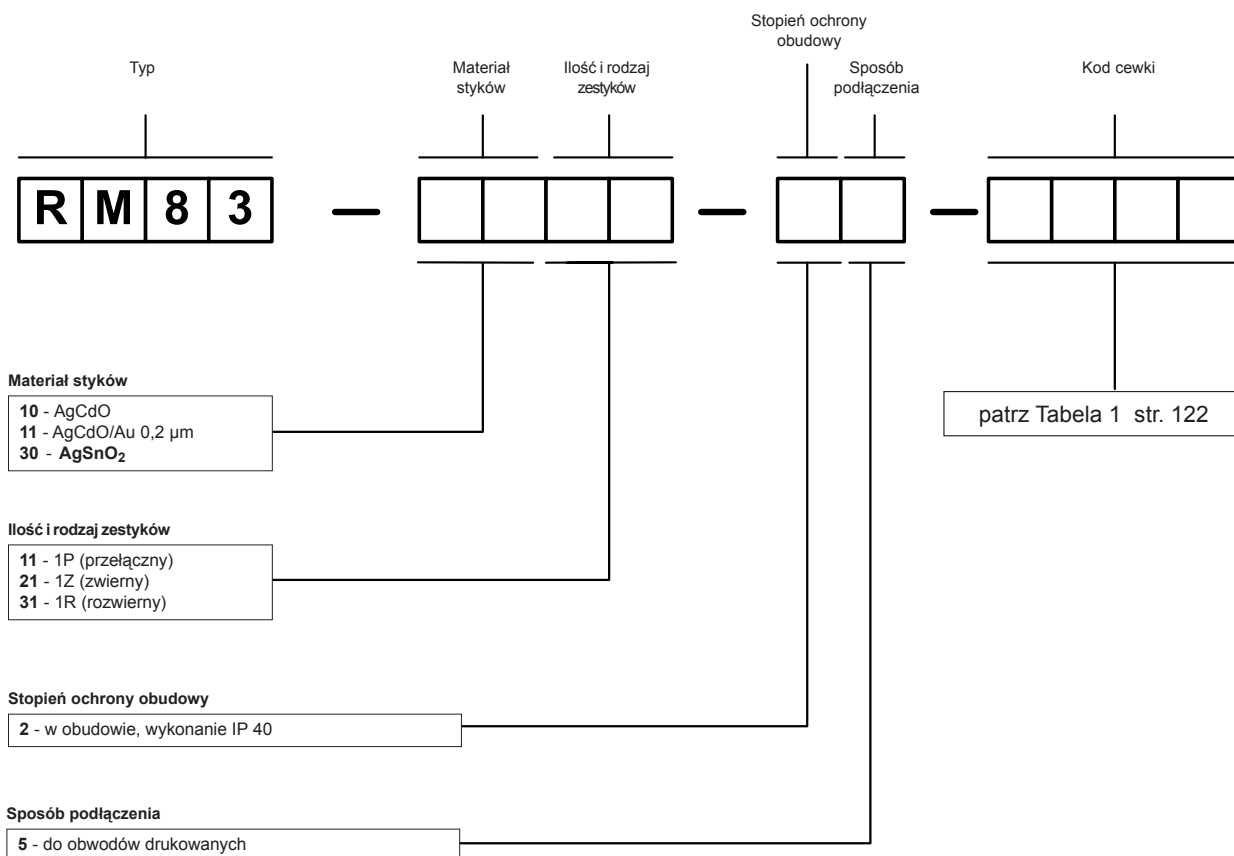 Stopień ochrony
obudowy
Typ
Materiał
styków
Ilość i rodzaj
zestyków
Sposób
podłączenia
Kod cewki
R M 8 3 — — —
Materiał styków
10 - AgCdO
11 - AgCdO/Au 0,2 µm
30 - AgSnO₂
patrz Tabela 1 str. 122
Ilość i rodzaj zestyków
11 - 1P (przełączny)
21 - 1Z (zwierny)
31 - 1R (rozwierny)
Stopień ochrony obudowy
2 - w obudowie, wykonanie IP 40
Sposób podłączenia
5 - do obwodów drukowanych